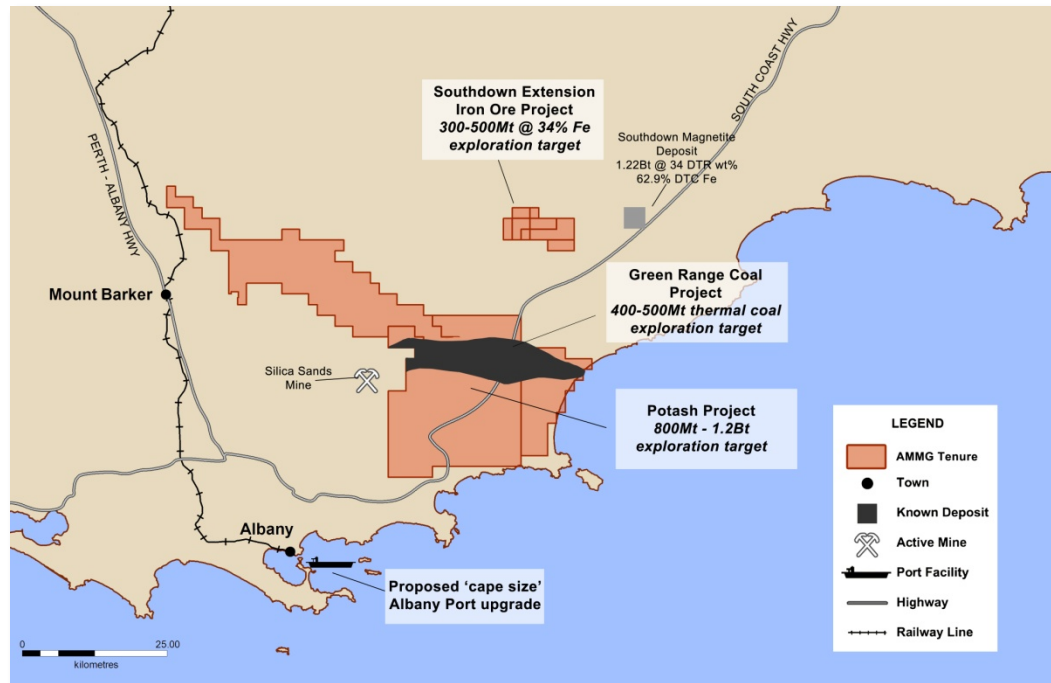 Southdown Extension
Iron Ore Project
300-500Mt @ 34% Fe
exploration target
SOUTH COAST HWY
Southdown Magnetite
Deposit
1.22Bt @ 34 DTR wt%
62.9% DTC Fe
PERTH - ALBANY HWY
Mount Barker
Green Range Coal
Project
400-500Mt thermal coal
exploration target
Silica Sands
Mine
Potash Project
800Mt - 1.2Bt
exploration target
Albany
Proposed 'cape size'
Albany Port upgrade
LEGEND
AMMG Tenure
Town
Known Deposit
Active Mine
Port Facility
Highway
Railway Line
0 25.00
kilometres